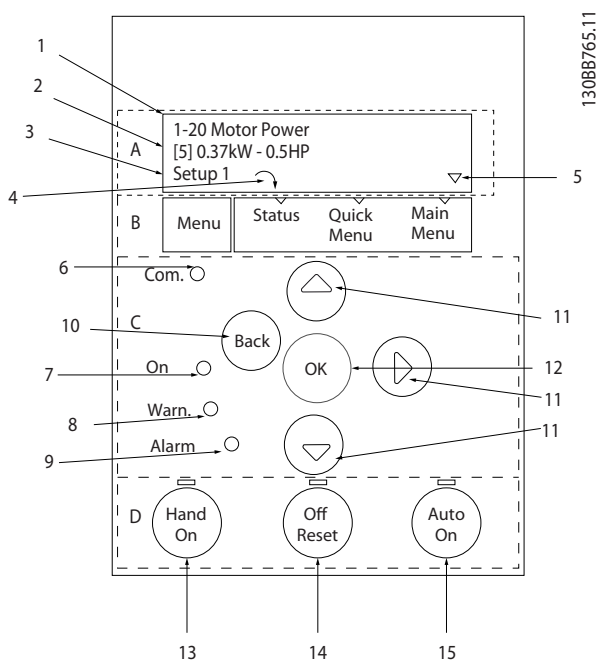 130BB765.11
1
2
3
4
5
A
1-20 Motor Power
[5] 0.37kW - 0.5HP
Setup 1
B
Menu
Status
Quick
Menu
Main
Menu
6
Com.
11
10
C
Back
7
On
OK
12
11
8
Warn.
11
9
Alarm
D
Hand
On
Off
Reset
Auto
On
13
14
15